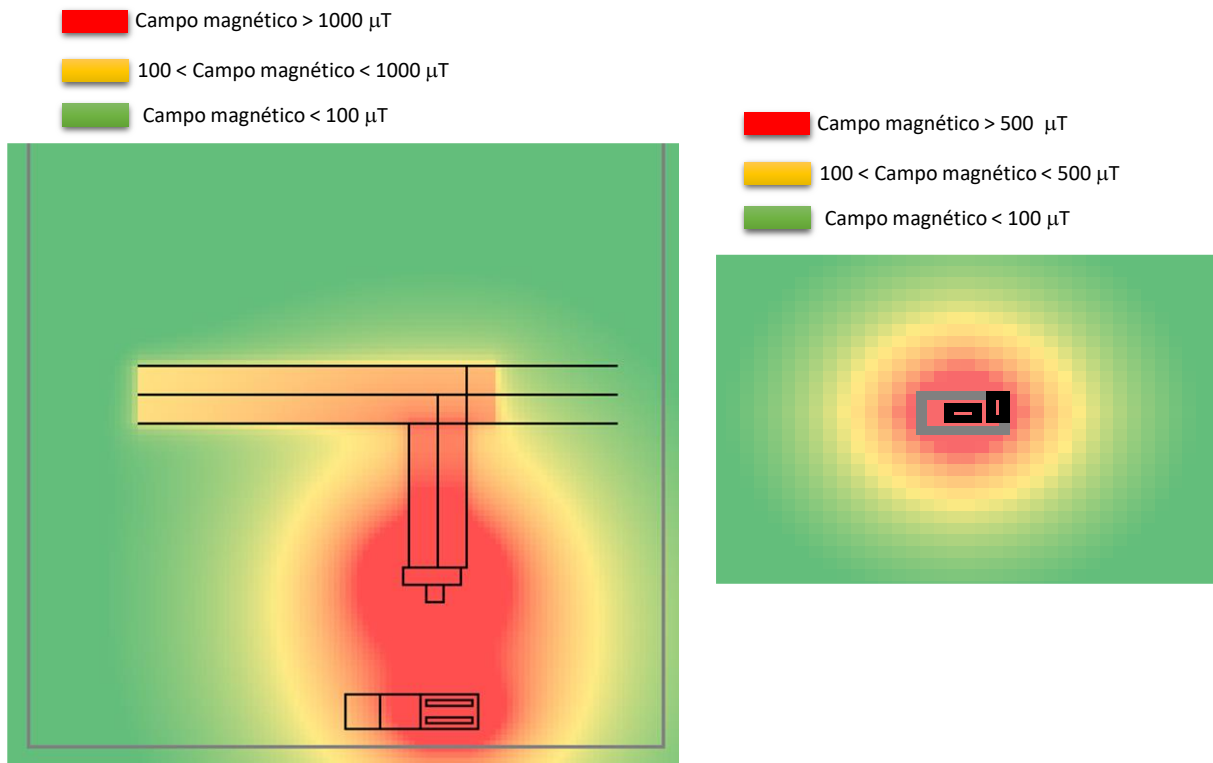 Campo magnético > 1000 μT
100 < Campo magnético < 1000 μT
Campo magnético < 100 μT
Campo magnético > 500 μT
100 < Campo magnético < 500 μT
Campo magnético < 100 μT